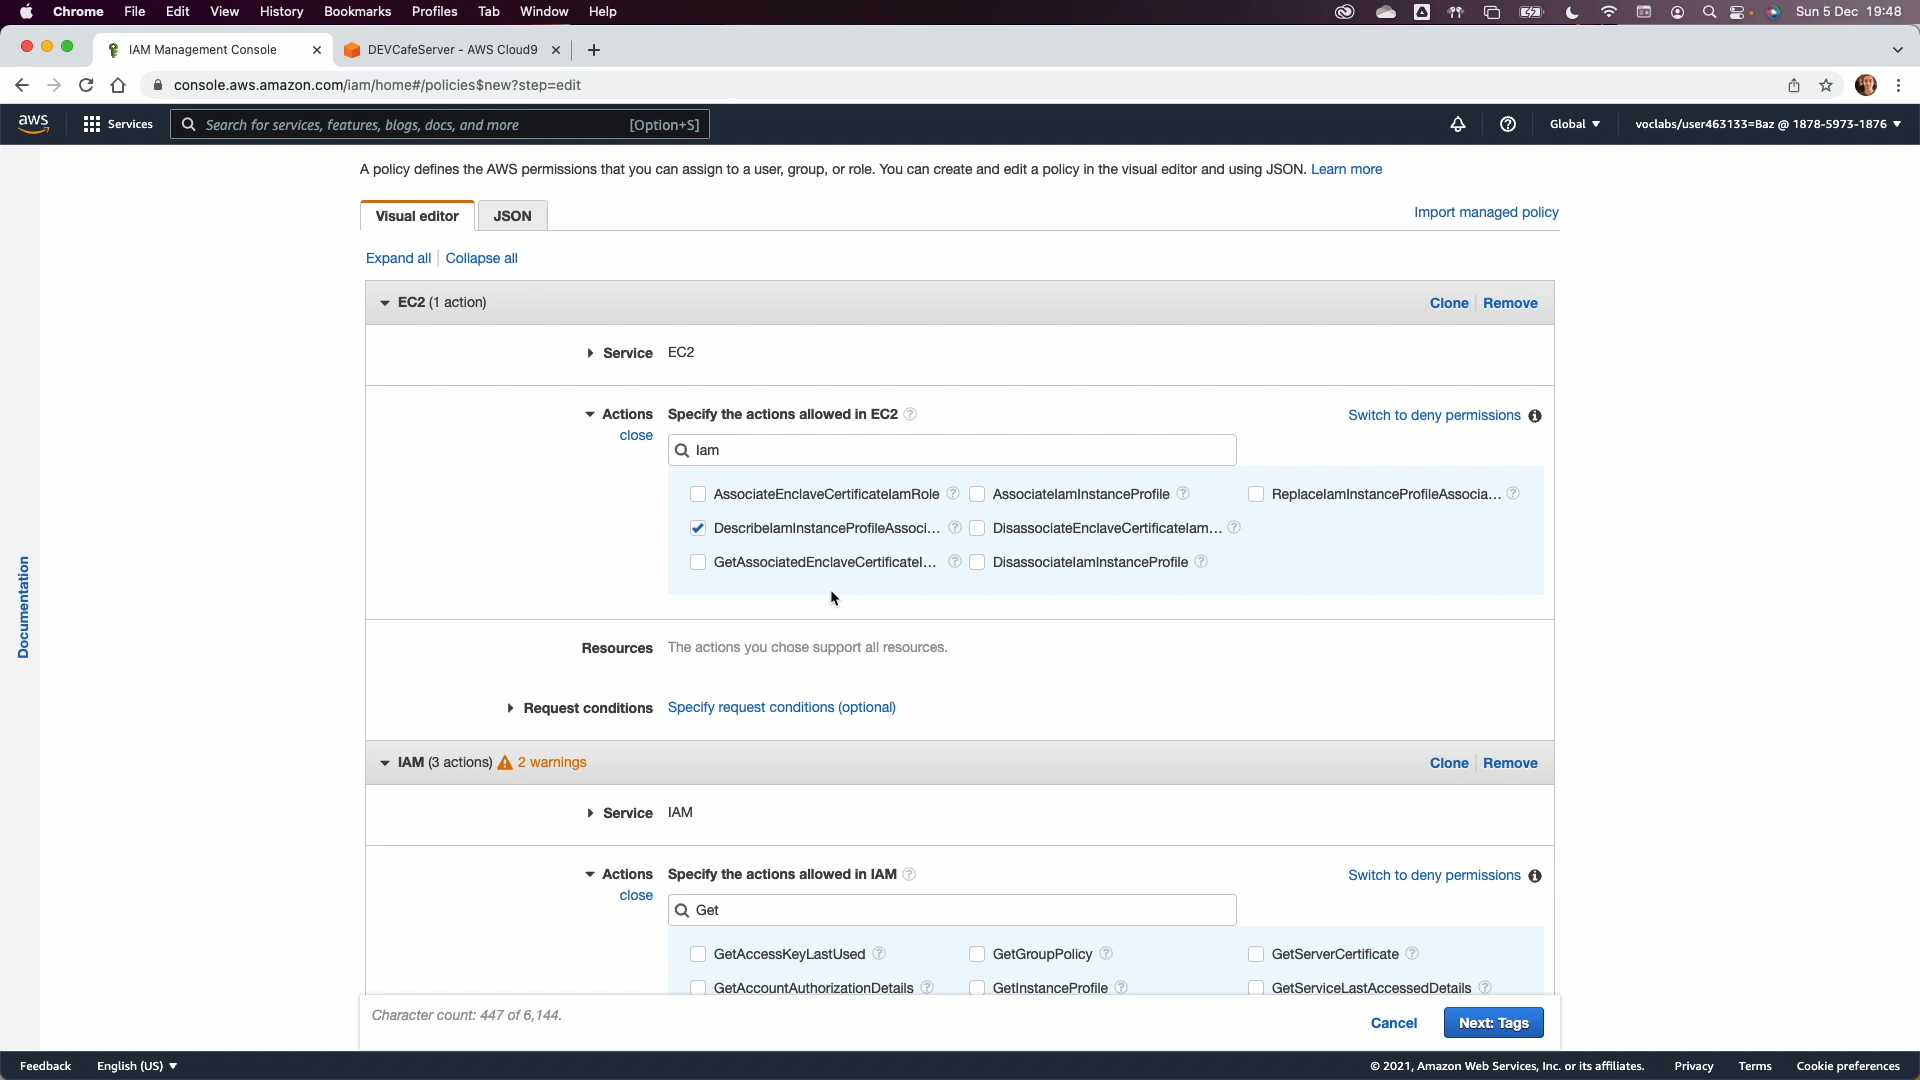 Chrome File Edit View History Bookmarks Profiles Tab Window Help Sun 5 Dec 19:48
IAM Management Console DEVCafeServer - AWS Cloud9
console.aws.amazon.com/iam/home#/policies$new?step=edit
aws Services Search for services, features, blogs, docs, and more [Option+S] Global voclabs/user463133=Baz @ 1878-5973-1876
A policy defines the AWS permissions that you can assign to a user, group, or role. You can create and edit a policy in the visual editor and using JSON. Learn more
Visual editor JSON Import managed policy
Expand all Collapse all
EC2 (1 action) Clone Remove
Service EC2
Actions Specify the actions allowed in EC2 Switch to deny permissions
close
Iam
AssociateEnclaveCertificateIamRole AssociateIamInstanceProfile ReplaceIamInstanceProfileAssocia...
DescribeIamInstanceProfileAssoci... DisassociateEnclaveCertificateIam...
GetAssociatedEnclaveCertificateI... DisassociateIamInstanceProfile
Documentation
Resources The actions you chose support all resources.
Request conditions Specify request conditions (optional)
IAM (3 actions) 2 warnings Clone Remove
Service IAM
Actions Specify the actions allowed in IAM Switch to deny permissions
close
Get
GetAccessKeyLastUsed GetGroupPolicy GetServerCertificate
GetAccountAuthorizationDetails GetInstanceProfile GetServiceLastAccessedDetails
Character count: 447 of 6,144. Cancel Next: Tags
Feedback English (US) © 2021, Amazon Web Services, Inc. or its affiliates. Privacy Terms Cookie preferences